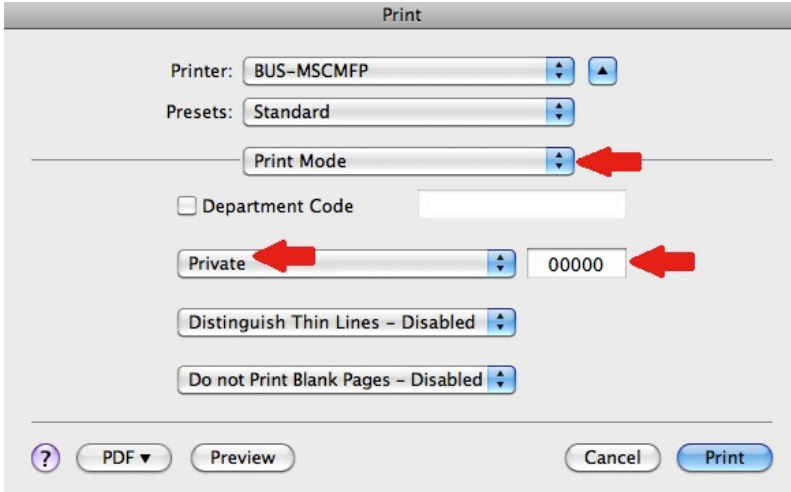 Print
Printer: BUS-MSCMFP
Presets: Standard
Print Mode
Department Code
Private 00000
Distinguish Thin Lines - Disabled
Do not Print Blank Pages - Disabled
? PDF▼ Preview Cancel Print